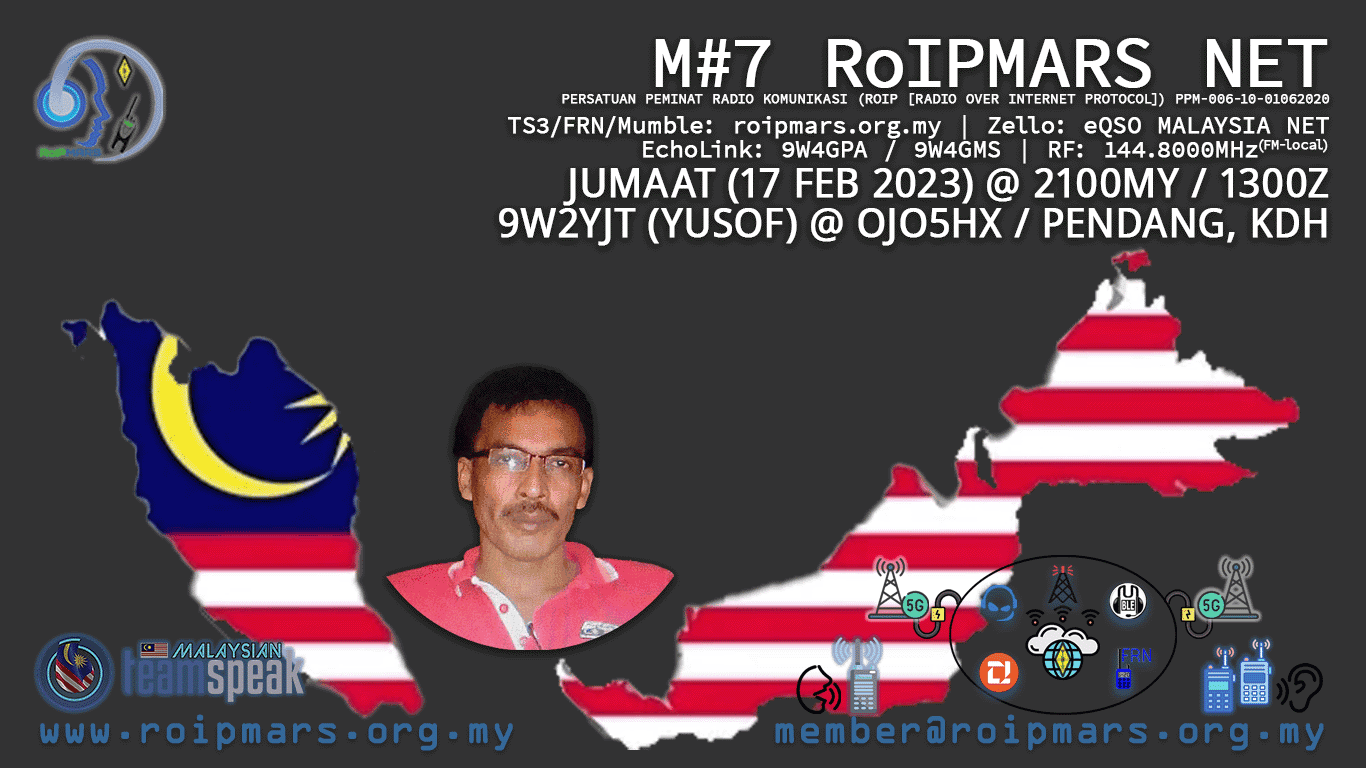 M#7 RoIPMARS NET
PERSATUAN PEMINAT RADIO KOMUNIKASI (ROIP [RADIO OVER INTERNET PROTOCOL]) PPM-006-10-01062020
TS3/FRN/Mumble: roipmars.org.my | Zello: eQSO MALAYSIA NET
EchoLink: 9W4GPA / 9W4GMS | RF: 144.8000MHz(FM-local)
JUMAAT (17 FEB 2023) @ 2100MY / 1300Z
9W2YJT (YUSOF) @ OJO5HX / PENDANG, KDH
RoIPMARS
5G
5G
BLE
FRN
MALAYSIAN
teamspeak
www.roipmars.org.my
member@roipmars.org.my